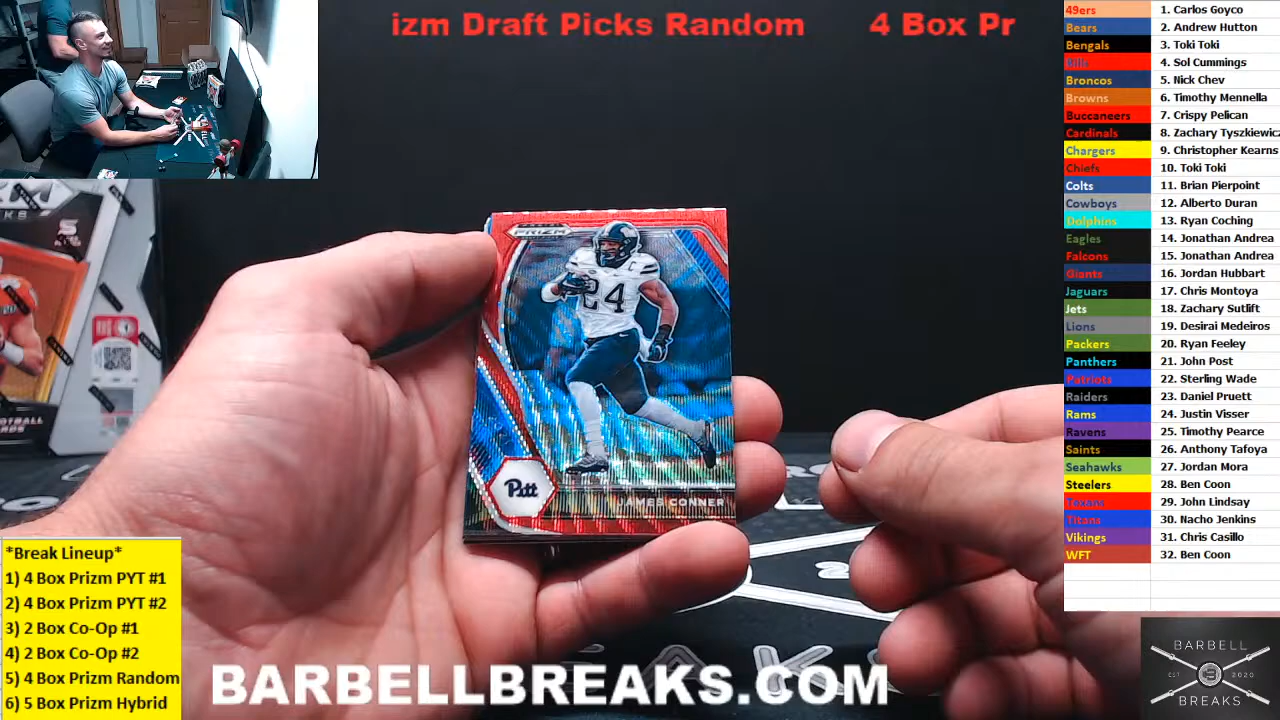 izm Draft Picks Random 4 Box Pr
49ers 1. Carlos Goyco
Bears 2. Andrew Hutton
Bengals 3. Toki Toki
Bills 4. Sol Cummings
Broncos 5. Nick Chev
Browns 6. Timothy Mennella
Buccaneers 7. Crispy Pelican
Cardinals 8. Zachary Tyszkiewicz
Chargers 9. Christopher Kearns
Chiefs 10. Toki Toki
Colts 11. Brian Pierpoint
Cowboys 12. Alberto Duran
Dolphins 13. Ryan Coching
Eagles 14. Jonathan Andrea
Falcons 15. Jonathan Andrea
Giants 16. Jordan Hubbart
Jaguars 17. Chris Montoya
Jets 18. Zachary Sutlift
Lions 19. Desirai Medeiros
Packers 20. Ryan Feeley
Panthers 21. John Post
Patriots 22. Sterling Wade
Raiders 23. Daniel Pruett
Rams 24. Justin Visser
Ravens 25. Timothy Pearce
Saints 26. Anthony Tafoya
Seahawks 27. Jordan Mora
Steelers 28. Ben Coon
Texans 29. John Lindsay
Titans 30. Nacho Jenkins
Vikings 31. Chris Casillo
WFT 32. Ben Coon
PRIZM
24
Pitt
JAMES CONNER
*Break Lineup*
1) 4 Box Prizm PYT #1
2) 4 Box Prizm PYT #2
3) 2 Box Co-Op #1
4) 2 Box Co-Op #2
5) 4 Box Prizm Random
6) 5 Box Prizm Hybrid
BARBELLBREAKS.COM
BARBELL
EST 2020
BREAKS